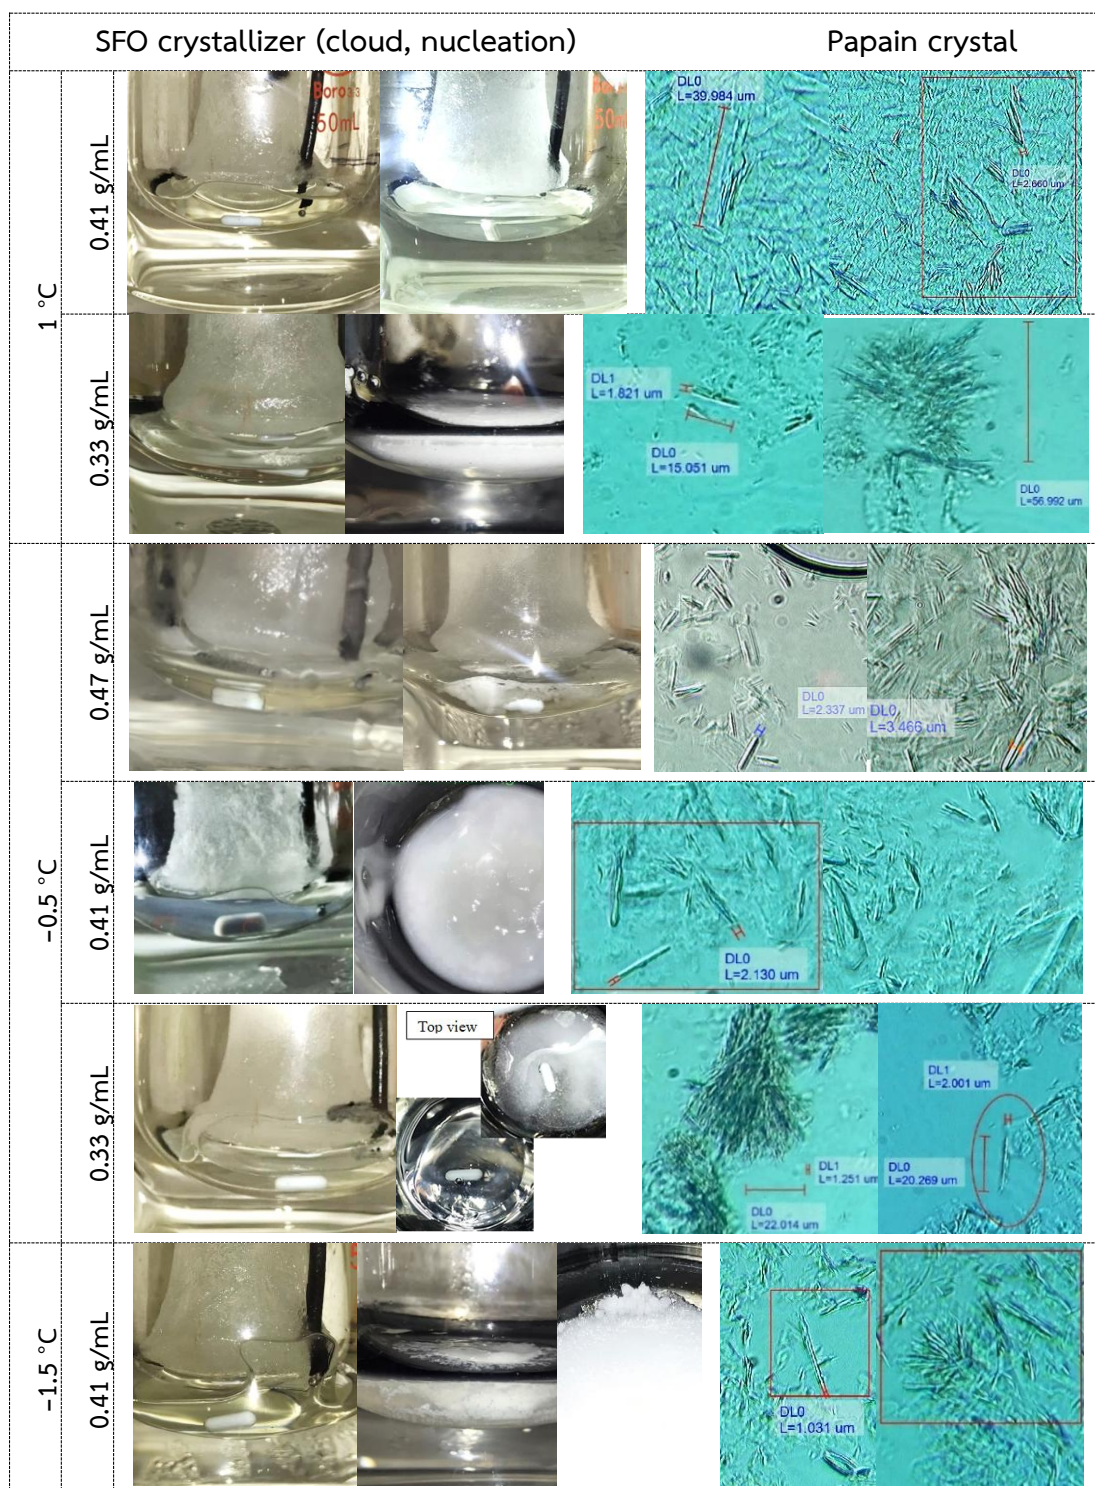 SFO crystallizer (cloud, nucleation)
Papain crystal
1 °C
0.41 g/mL
Boro 3.3
50mL
50m
DL0
L=39.984 um
DL0
L=2.660 um
0.33 g/mL
DL1
L=1.821 um
DL0
L=15.051 um
DL0
L=56.992 um
-0.5 °C
0.47 g/mL
DL0
L=2.337 um
DL0
L=3.466 um
0.41 g/mL
DL0
L=2.130 um
0.33 g/mL
Top view
DL1
L=1.251 um
DL0
L=22.014 um
DL1
L=2.001 um
DL0
L=20.269 um
-1.5 °C
0.41 g/mL
DL0
L=1.031 um